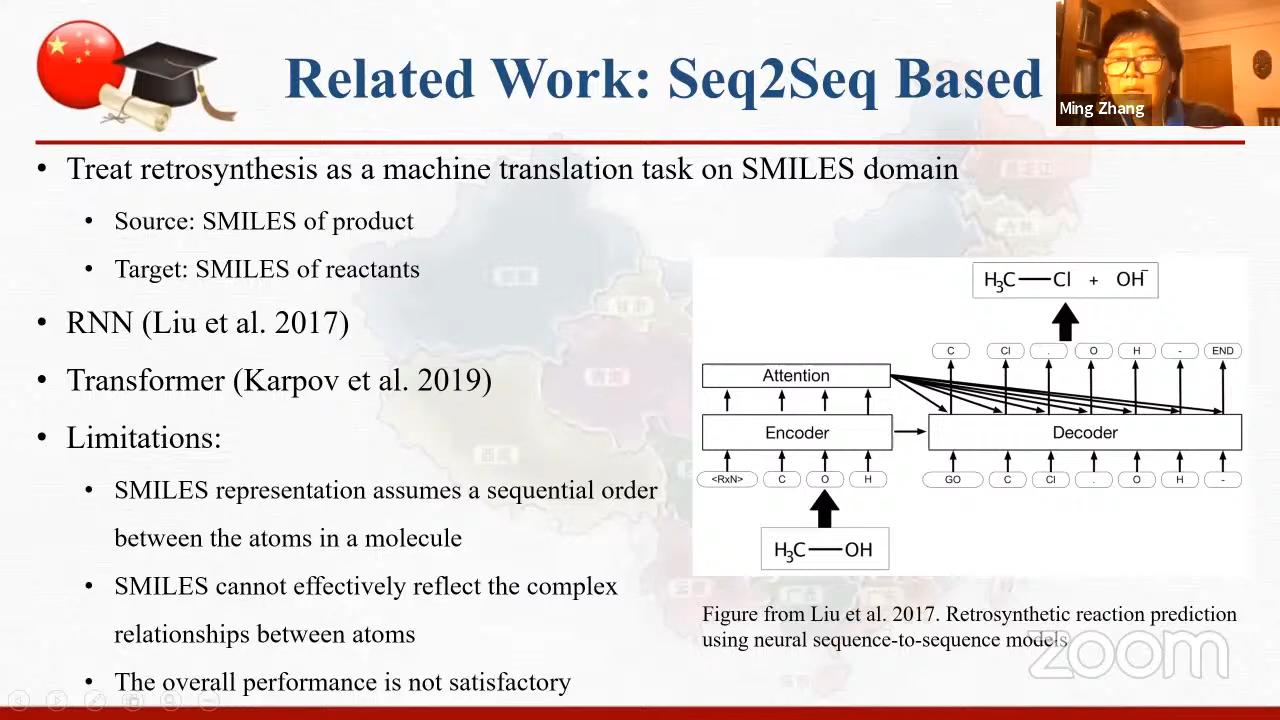 Related Work: Seq2Seq Based
Ming Zhang
• Treat retrosynthesis as a machine translation task on SMILES domain
• Source: SMILES of product
• Target: SMILES of reactants
• RNN (Liu et al. 2017)
• Transformer (Karpov et al. 2019)
• Limitations:
• SMILES representation assumes a sequential order
between the atoms in a molecule
• SMILES cannot effectively reflect the complex
relationships between atoms
• The overall performance is not satisfactory
H₃C—Cl + OH⁻
C Cl . O H - END
Attention
Encoder
Decoder
<RxN> C O H
GO C Cl . O H -
H₃C—OH
Figure from Liu et al. 2017. Retrosynthetic reaction prediction
using neural sequence-to-sequence models
zoom